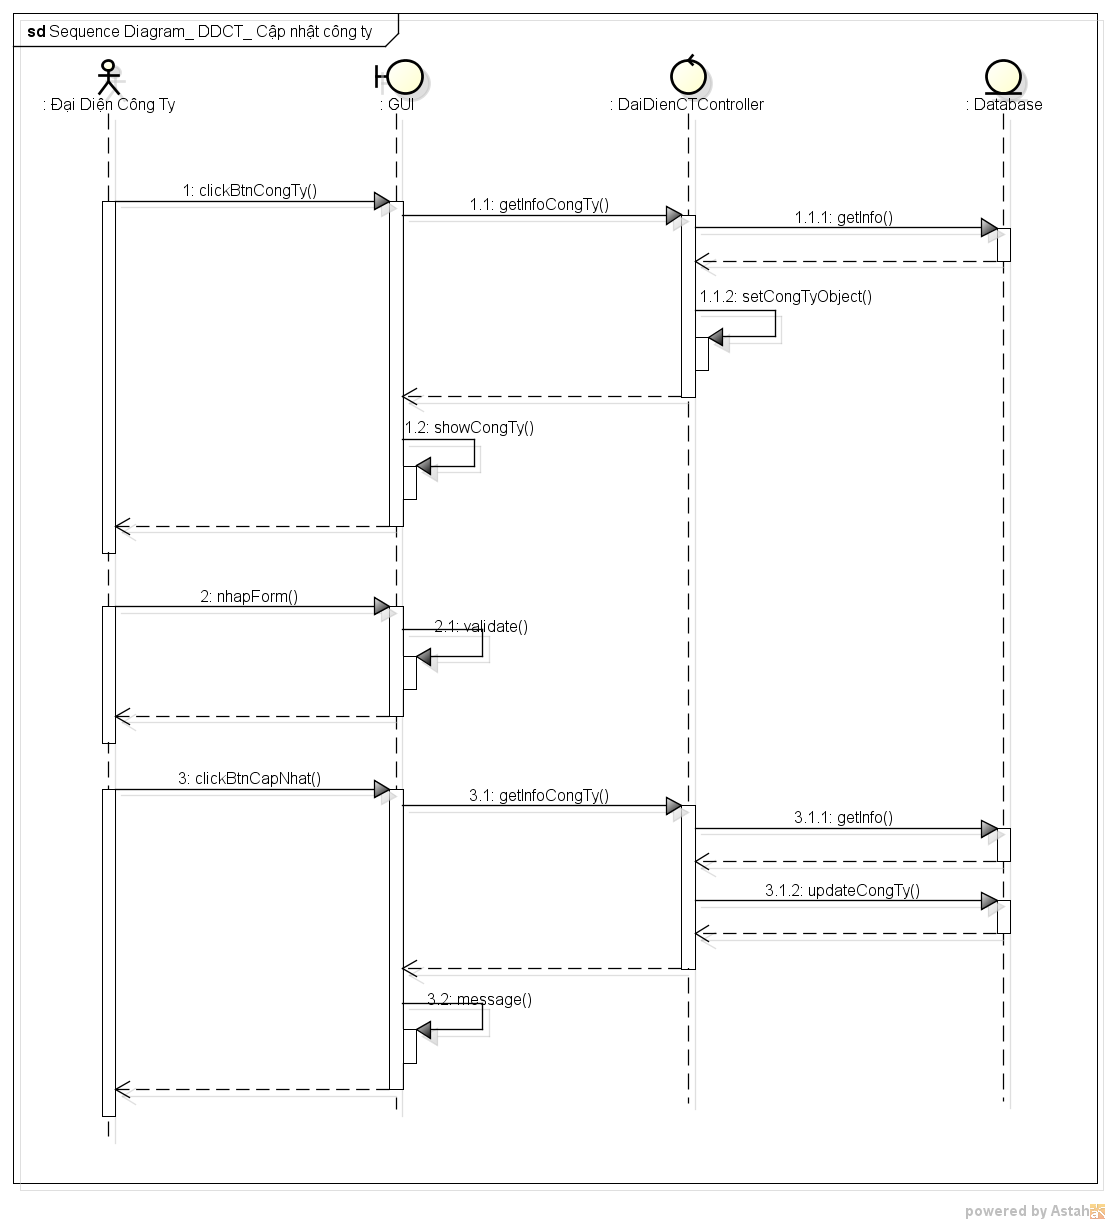 sd Sequence Diagram_ DDCT_ Cập nhật công ty
: Đại Diện Công Ty
: GUI
: DaiDienCTController
: Database
1: clickBtnCongTy()
1.1: getInfoCongTy()
1.1.1: getInfo()
1.1.2: setCongTyObject()
1.2: showCongTy()
2: nhapForm()
2.1: validate()
3: clickBtnCapNhat()
3.1: getInfoCongTy()
3.1.1: getInfo()
3.1.2: updateCongTy()
3.2: message()
powered by Astah